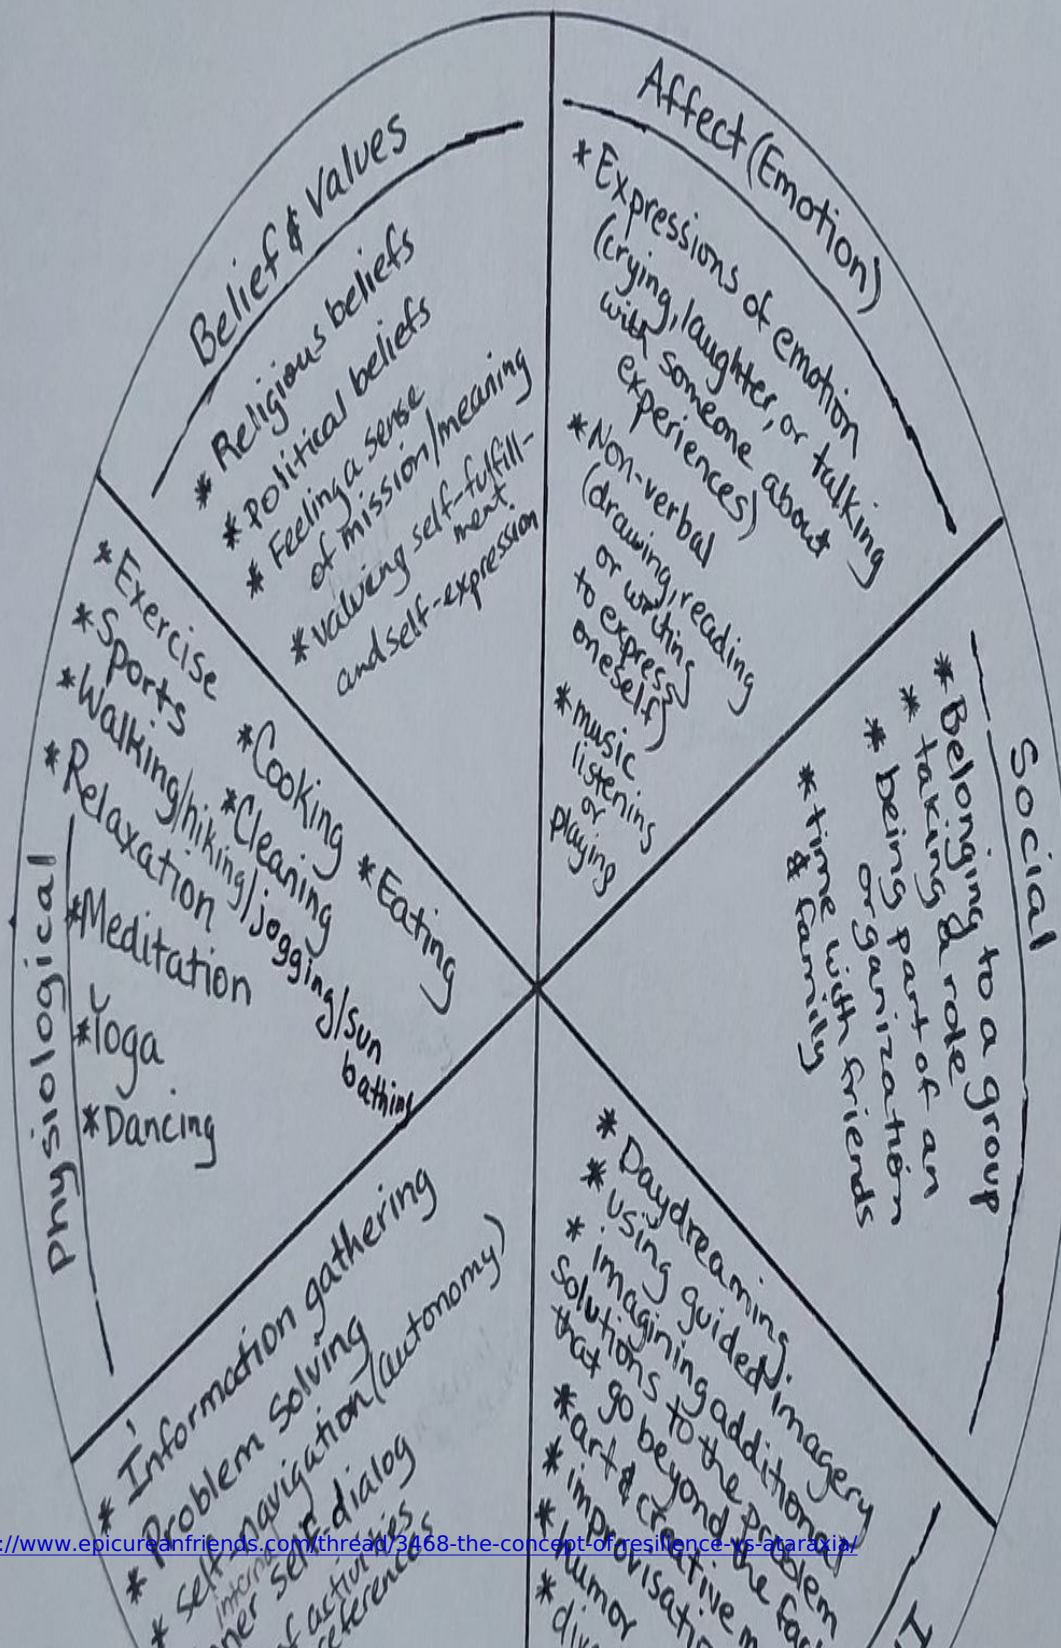 Belief & Values
* Religious beliefs
* Political beliefs
* Feeling a sense
of mission/meaning
* valuing self-fulfill-
ment
and self-expression
Affect (Emotion)
* Expressions of emotion
(crying, laughter, or talking
with someone about
experiences)
* Non-verbal
(drawing, reading
or writing
to express
oneself)
* music
listening
or
playing
Social
* Belonging to a group
* taking a role
* being part of an
organization
* time with friends
& family
* Daydreaming
* using guided imagery
* imagining additional
solutions to the problem
that go beyond the
* art & creative
* improvisation
* humor
*
Physiological
* Exercise
* Sports
* Walking/hiking/jogging/sun
bathing
* Relaxation
* Cooking
* Cleaning
* Eating
* Meditation
* Yoga
* Dancing
* Information gathering
* Problem Solving
* self-navigation (autonomy)
internal
self dialog
of activities
://www.epicureanfriends.com/thread/3468-the-concept-of-resilience-vs-ataraxia/